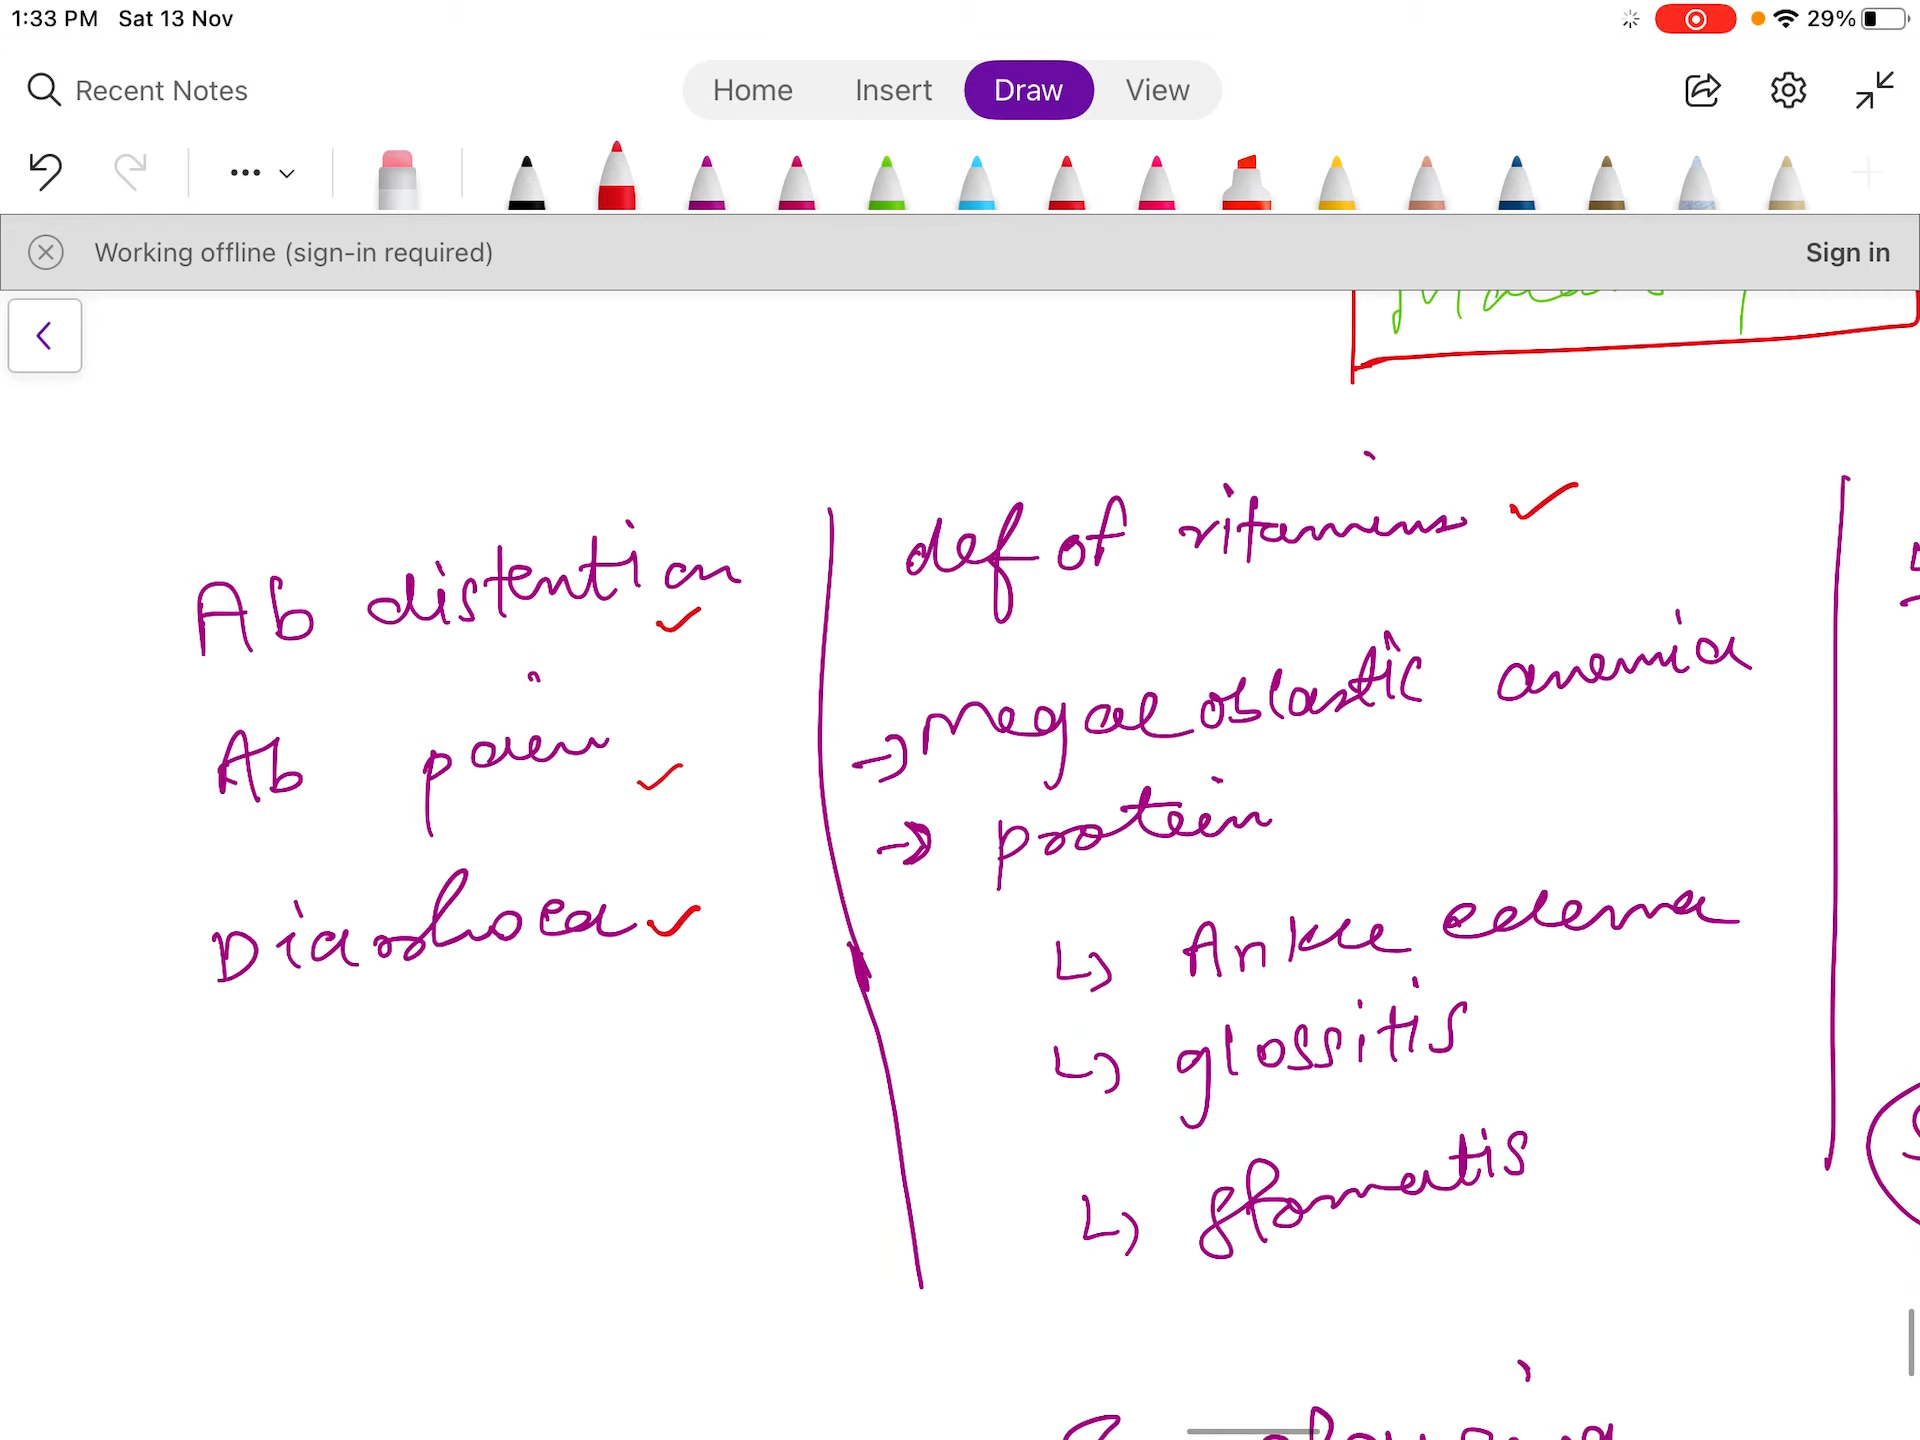 1:33 PM Sat 13 Nov
29%
Recent Notes
Home Insert Draw View
Working offline (sign-in required)
Sign in
Ab distention
Ab pain
Diarrhoea
def of vitamins
→ Megaloblastic anemia
→ protein
↳ Ankle edema
↳ glossitis
↳ stomatis